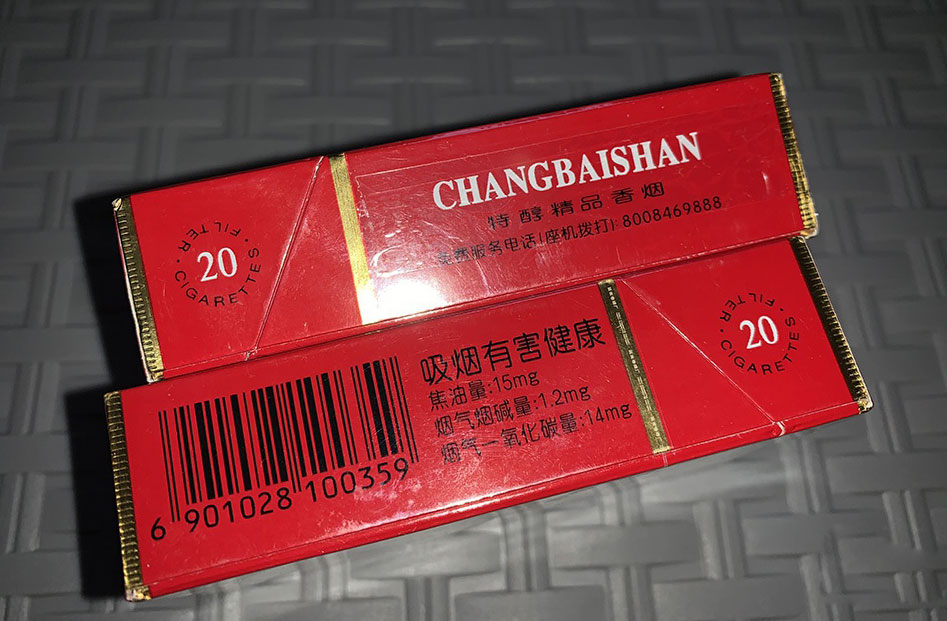 CHANGBAISHAN
特醇精品香烟
免费服务电话(座机拨打):8008469888
20
·FILTER·CIGARETTES
吸烟有害健康
焦油量:15mg
烟气烟碱量:1.2mg
烟气一氧化碳量:14mg
6 901028 100359
20
·FILTER·CIGARETTES